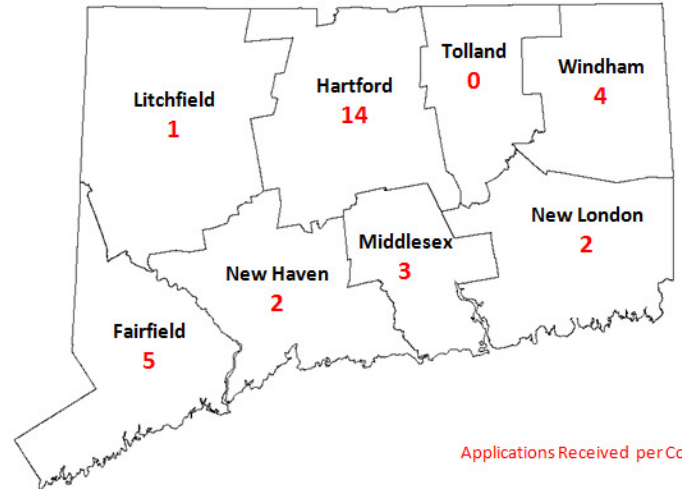 Tolland
0
Windham
4
Hartford
14
Litchfield
1
New London
2
Middlesex
3
New Haven
2
Fairfield
5
Applications Received per Co